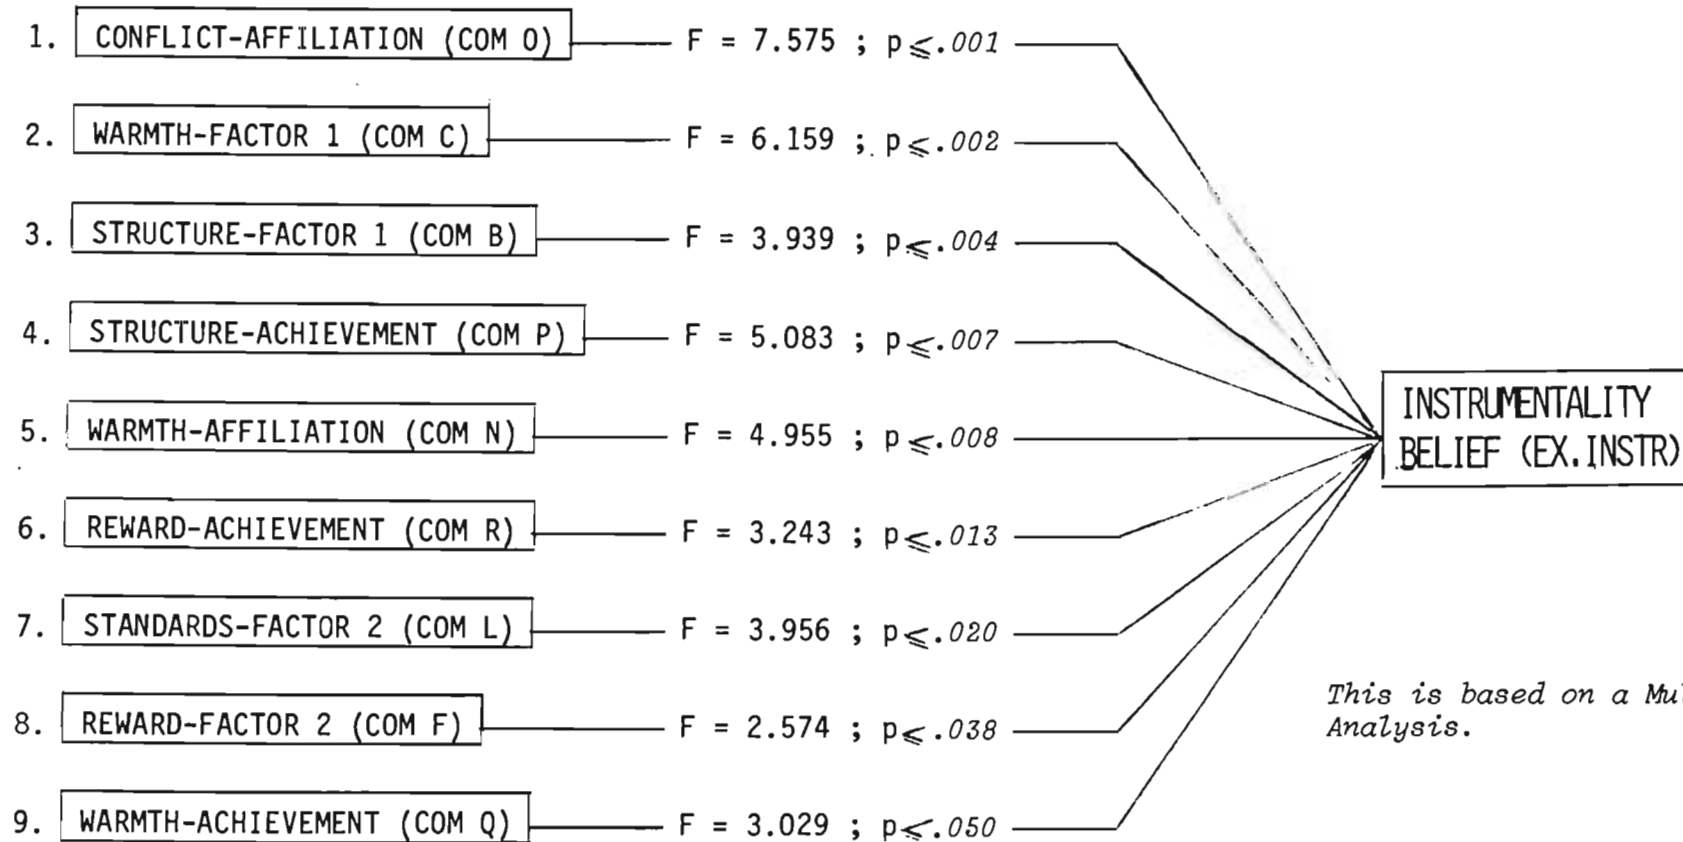 1. CONFLICT-AFFILIATION (COM O) F = 7.575 ; p⩽.001
2. WARMTH-FACTOR 1 (COM C) F = 6.159 ; p⩽.002
3. STRUCTURE-FACTOR 1 (COM B) F = 3.939 ; p⩽.004
4. STRUCTURE-ACHIEVEMENT (COM P) F = 5.083 ; p⩽.007
5. WARMTH-AFFILIATION (COM N) F = 4.955 ; p⩽.008
6. REWARD-ACHIEVEMENT (COM R) F = 3.243 ; p⩽.013
7. STANDARDS-FACTOR 2 (COM L) F = 3.956 ; p⩽.020
8. REWARD-FACTOR 2 (COM F) F = 2.574 ; p⩽.038
9. WARMTH-ACHIEVEMENT (COM Q) F = 3.029 ; p⩽.050
INSTRUMENTALITY
BELIEF (EX.INSTR)
This is based on a
Analysis.